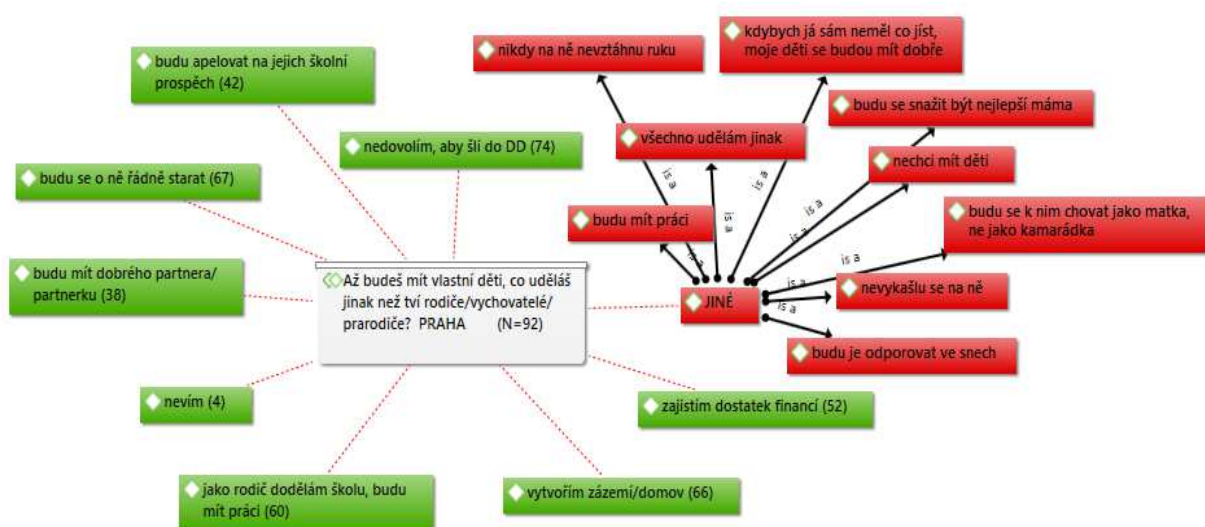 kdybych já sám neměl co jíst,
moje děti se budou mít dobře
nikdy na ně nevztáhnu ruku
budu apelovat na jejich školní
prospěch (42)
budu se snažit být nejlepší máma
všechno udělám jinak
nedovolím, aby šli do DD (74)
nechci mít děti
budu se o ně řádně starat (67)
budu mít práci
budu se k nim chovat jako matka,
ne jako kamarádka
budu mít dobrého partnera/
partnerku (38)
Až budeš mít vlastní děti, co uděláš
jinak než tví rodiče/vychovatelé/
prarodiče? PRAHA (N=92)
JINÉ
nevykašlu se na ně
budu je odporovat ve snech
nevím (4)
zajistím dostatek financí (52)
jako rodič dodělám školu, budu
mít práci (60)
vytvořím zázemí/domov (66)
is a
is a
is a
is a
is a
is a
is a
is a